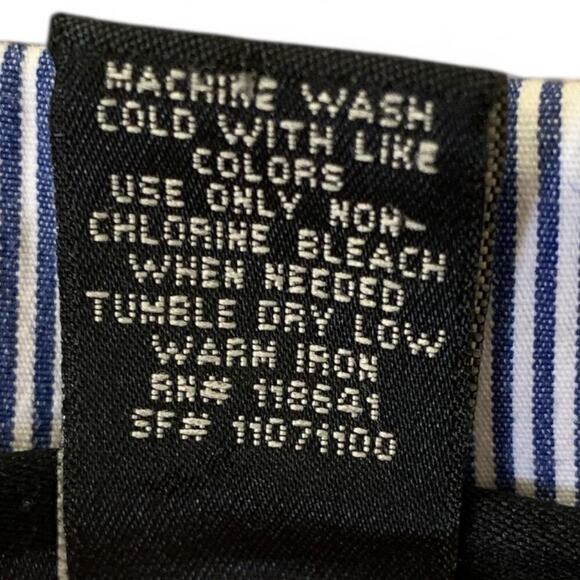 MACHINE WASH
COLD WITH LIKE
COLORS
USE ONLY NON-
CHLORINE BLEACH
WHEN NEEDED
TUMBLE DRY LOW
WARM IRON
RN# 118641
SF# 11071100